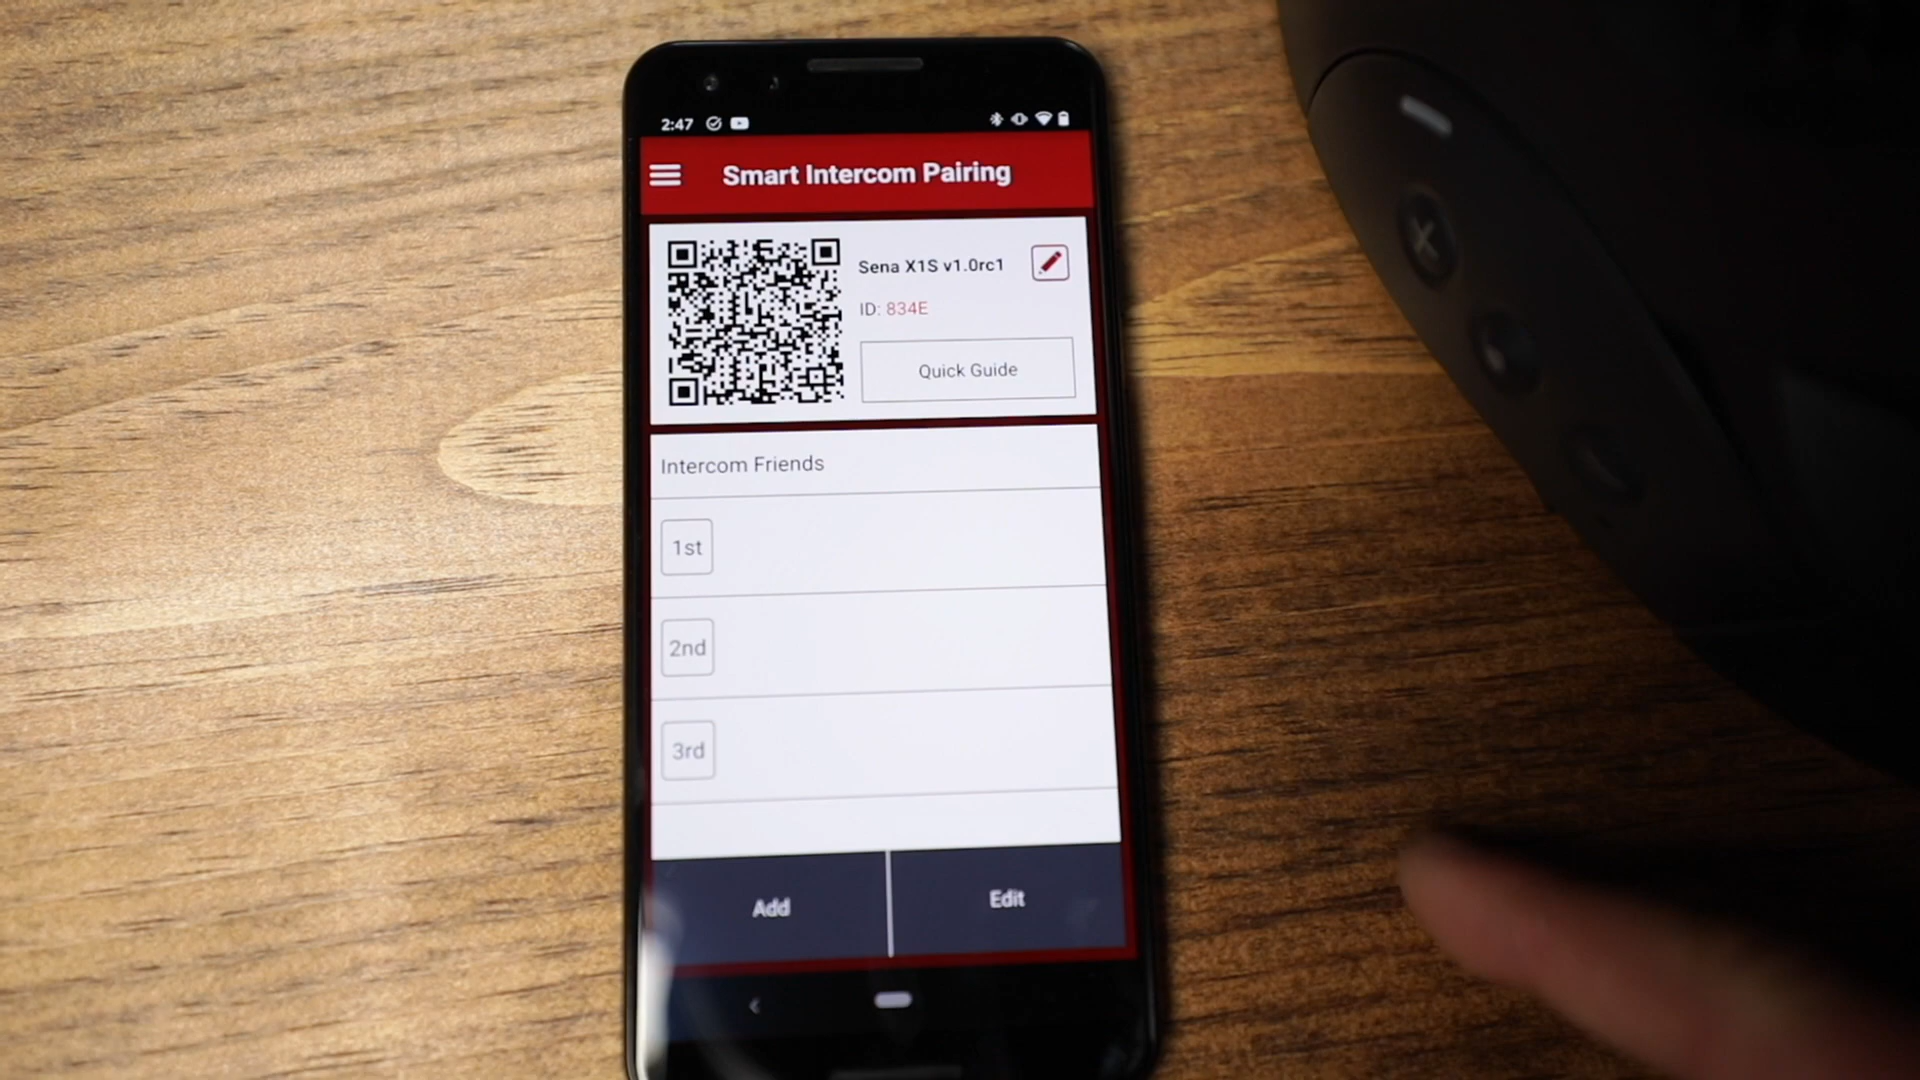 2:47
Smart Intercom Pairing
Sena X1S v1.0rc1
ID: 834E
Quick Guide
Intercom Friends
1st
2nd
3rd
Add
Edit